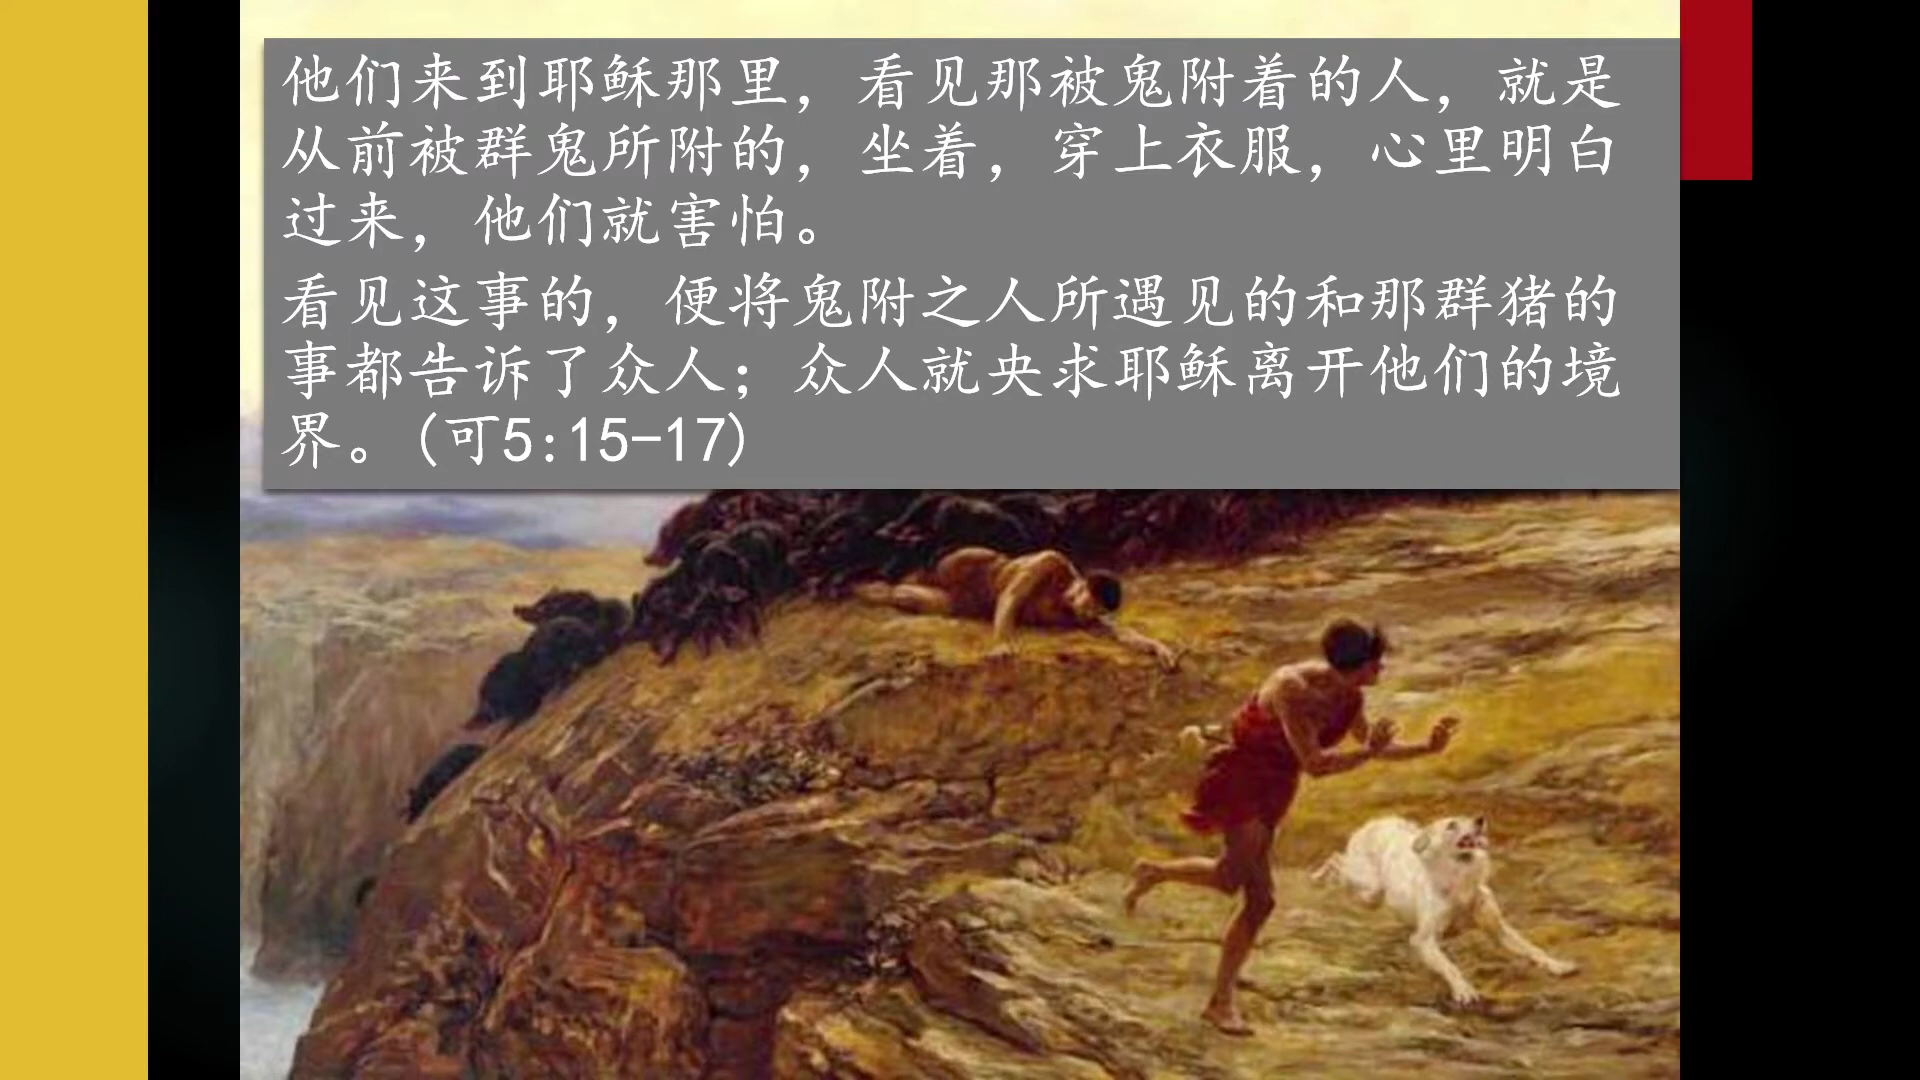 他们来到耶稣那里，看见那被鬼附着的人，就是
从前被群鬼所附的，坐着，穿上衣服，心里明白
过来，他们就害怕。
看见这事的，便将鬼附之人所遇见的和那群猪的
事都告诉了众人；众人就央求耶稣离开他们的境
界。(可5:15-17)